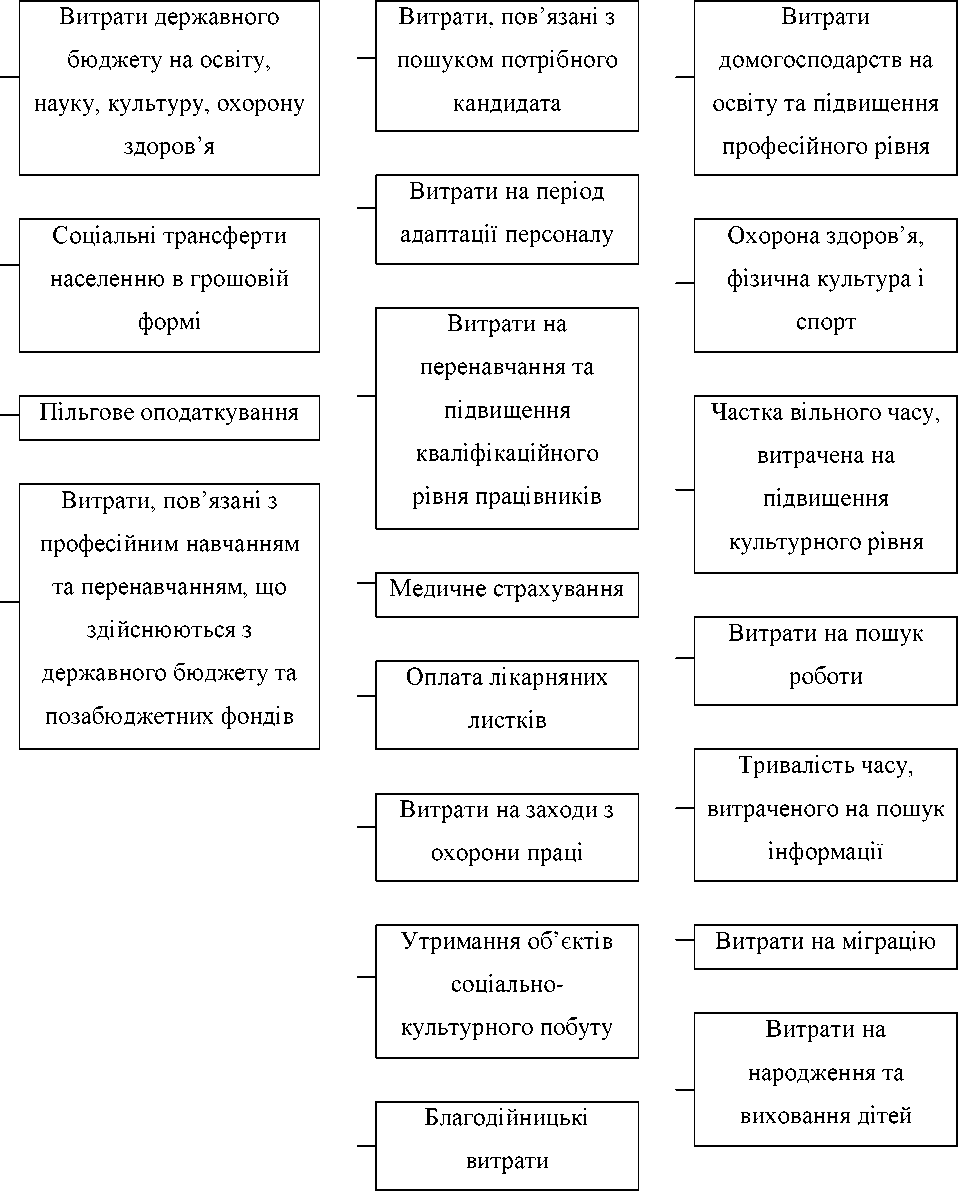 Витрати державного
бюджету на освіту,
науку, культуру, охорону
здоров’я
Соціальні трансферти
населенню в грошовій
формі
Пільгове оподаткування
Витрати, пов’язані з
професійним навчанням
та перенавчанням, що
здійснюються з
державного бюджету та
позабюджетних фондів
Витрати, пов’язані з
пошуком потрібного
кандидата
Витрати на період
адаптації персоналу
Витрати на
перенавчання та
підвищення
кваліфікаційного
рівня працівників
Медичне страхування
Оплата лікарняних
листків
Витрати на заходи з
охорони праці
Утримання об’єктів
соціально-
культурного побуту
Благодійницькі
витрати
Витрати
домогосподарств на
освіту та підвищення
професійного рівня
Охорона здоров’я,
фізична культура і
спорт
Частка вільного часу,
витрачена на
підвищення
культурного рівня
Витрати на пошук
роботи
Тривалість часу,
витраченого на пошук
інформації
Витрати на міграцію
Витрати на
народження та
виховання дітей